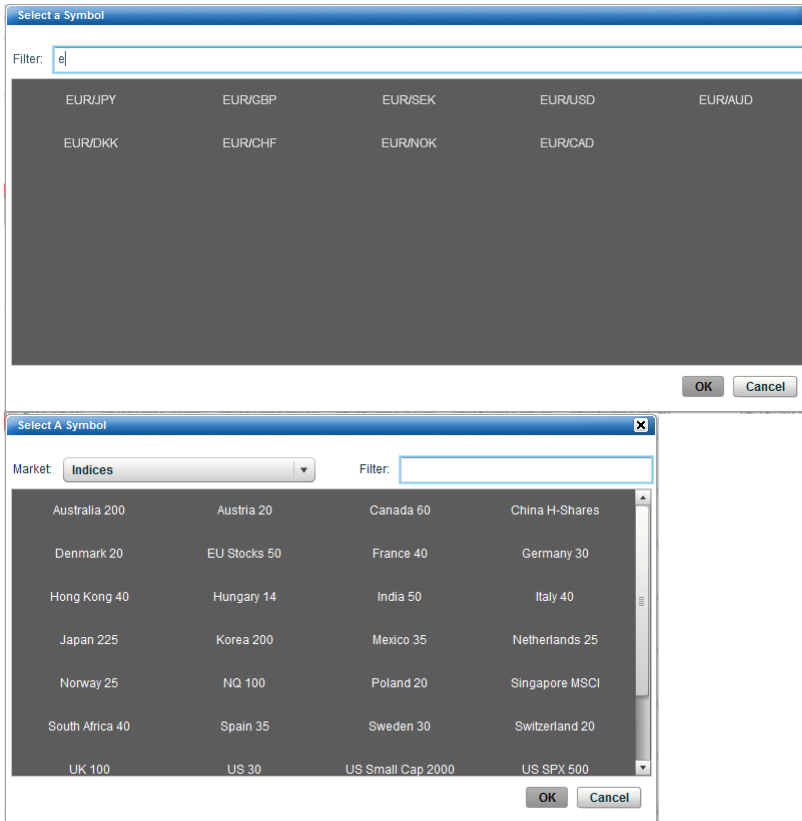 Select a Symbol
Filter: e
EUR/JPY EUR/GBP EUR/SEK EUR/USD EUR/AUD
EUR/DKK EUR/CHF EUR/NOK EUR/CAD
OK Cancel
Select A Symbol
Market: Indices Filter:
Australia 200 Austria 20 Canada 60 China H-Shares
Denmark 20 EU Stocks 50 France 40 Germany 30
Hong Kong 40 Hungary 14 India 50 Italy 40
Japan 225 Korea 200 Mexico 35 Netherlands 25
Norway 25 NQ 100 Poland 20 Singapore MSCI
South Africa 40 Spain 35 Sweden 30 Switzerland 20
UK 100 US 30 US Small Cap 2000 US SPX 500
OK Cancel